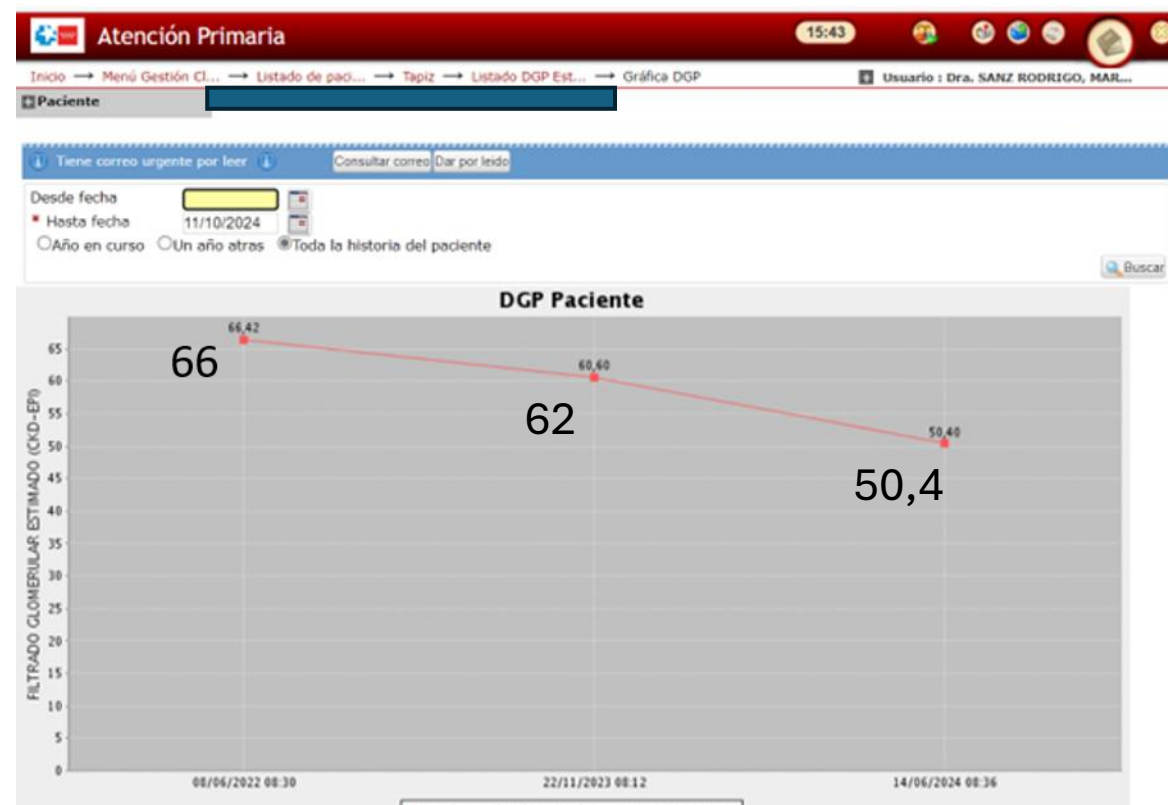 Atención Primaria
15:43
Inicio → Menú Gestión Cl... → Listado de paci... → Tapiz → Listado DGP Est... → Gráfica DGP
Usuario : Dra. SANZ RODRIGO, MAR...
Paciente
Tiene correo urgente por leer
Consultar correo
Dar por leido
Desde fecha
* Hasta fecha 11/10/2024
Año en curso Un año atras Toda la historia del paciente
Buscar
DGP Paciente
FILTRADO GLOMERULAR ESTIMADO (CKD-EPI)
65
60
55
50
45
40
35
30
25
20
15
10
5
0
66,42
66
60,60
62
50,40
50,4
08/06/2022 08:30
22/11/2023 08:12
14/06/2024 08:36